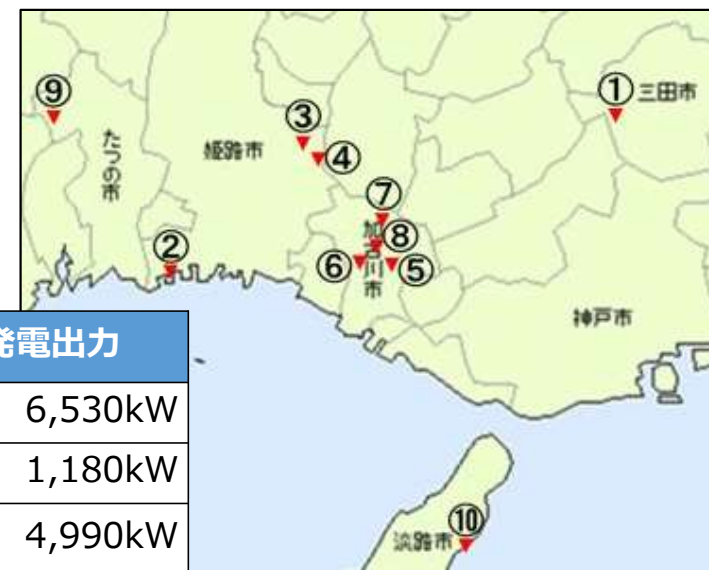 ①
三田市
⑨
③
姫路市
④
たつの市
⑦
加古川市
⑧
⑥
⑤
②
神戸市
発電出力
6,530kW
1,180kW
4,990kW
淡路市
⑩